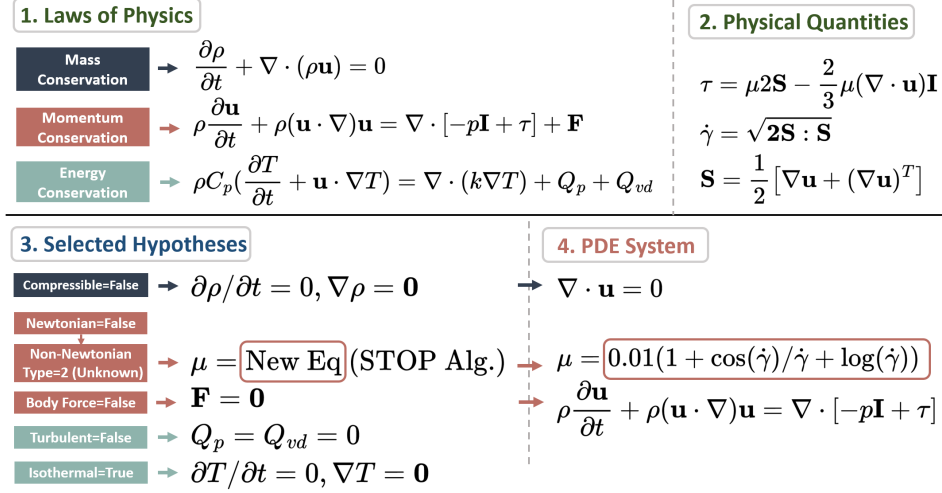 1. Laws of Physics
Mass
Conservation
∂ρ/∂t + ∇ · (ρ𝐮) = 0
Momentum
Conservation
ρ ∂𝐮/∂t + ρ(𝐮 · ∇)𝐮 = ∇ · [−p𝐈 + τ] + 𝐅
Energy
Conservation
ρC_p(∂T/∂t + 𝐮 · ∇T) = ∇ · (k∇T) + Q_p + Q_vd
2. Physical Quantities
τ = μ2𝐒 − 2/3 μ(∇ · 𝐮)𝐈
γ̇ = √(2𝐒 : 𝐒)
𝐒 = 1/2 [∇𝐮 + (∇𝐮)^T]
3. Selected Hypotheses
Compressible=False
∂ρ/∂t = 0, ∇ρ = 𝟎
Newtonian=False
Non-Newtonian
Type=2 (Unknown)
μ = New Eq (STOP Alg.)
Body Force=False
𝐅 = 𝟎
Turbulent=False
Q_p = Q_vd = 0
Isothermal=True
∂T/∂t = 0, ∇T = 𝟎
4. PDE System
∇ · 𝐮 = 0
μ = 0.01(1 + cos(γ̇)/γ̇ + log(γ̇))
ρ ∂𝐮/∂t + ρ(𝐮 · ∇)𝐮 = ∇ · [−p𝐈 + τ]